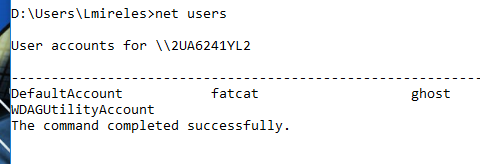 D:\Users\Lmireles>net users
User accounts for \\2UA6241YL2
-------------------------------------------------------------
DefaultAccount fatcat ghost
WDAGUtilityAccount
The command completed successfully.